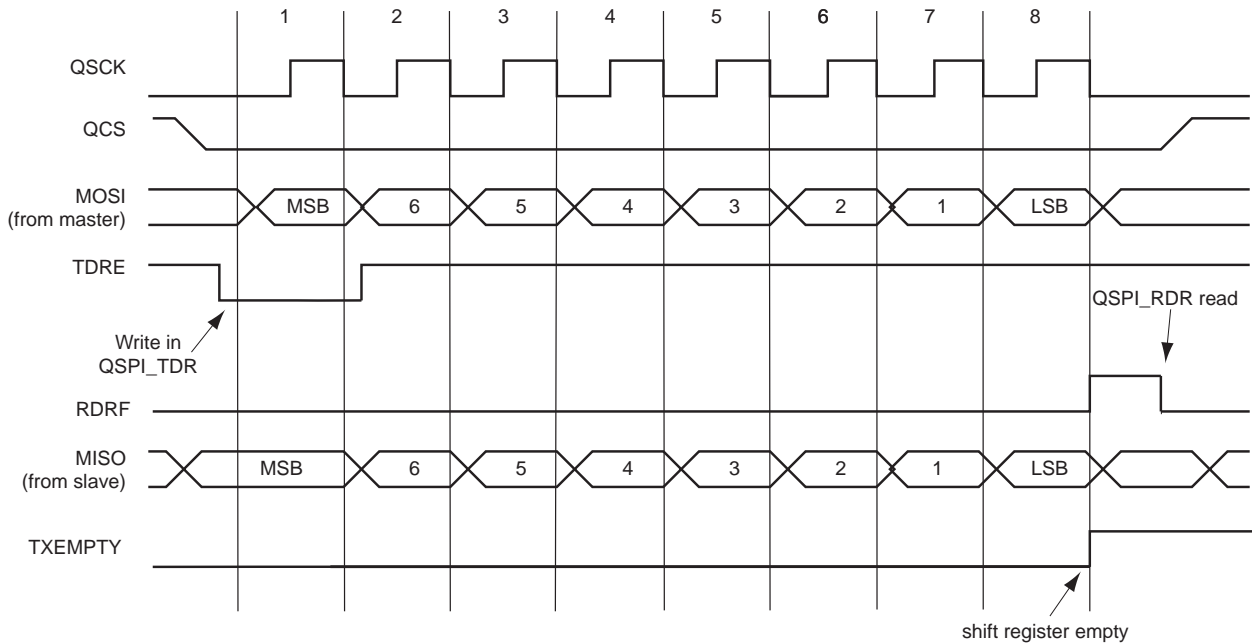 1 2 3 4 5 6 7 8
QSCK
QCS
MOSI
(from master)
MSB 6 5 4 3 2 1 LSB
TDRE
QSPI_RDR read
Write in
QSPI_TDR
RDRF
MISO
(from slave)
MSB 6 5 4 3 2 1 LSB
TXEMPTY
shift register empty